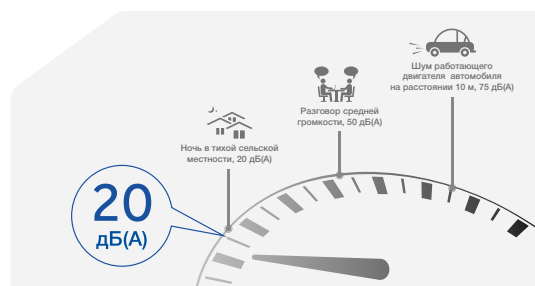 Шум работающего
двигателя автомобиля
на расстоянии 10 м, 75 дБ(А)
Разговор средней
громкости, 50 дБ(А)
Ночь в тихой сельской
местности, 20 дБ(А)
20
дБ(А)